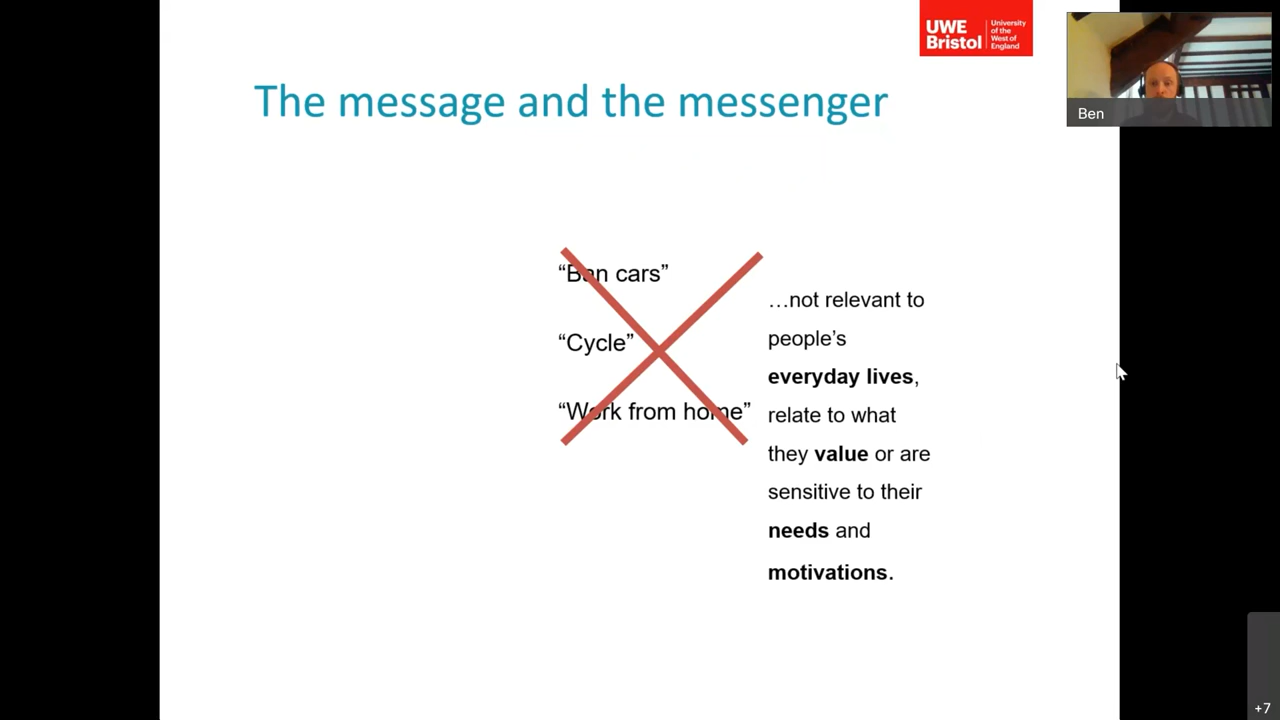 UWE
Bristol
University
of the
West of
England
Ben
The message and the messenger
“Ban cars”
“Cycle”
“Work from home”
…not relevant to
people’s
everyday lives,
relate to what
they value or are
sensitive to their
needs and
motivations.
+7